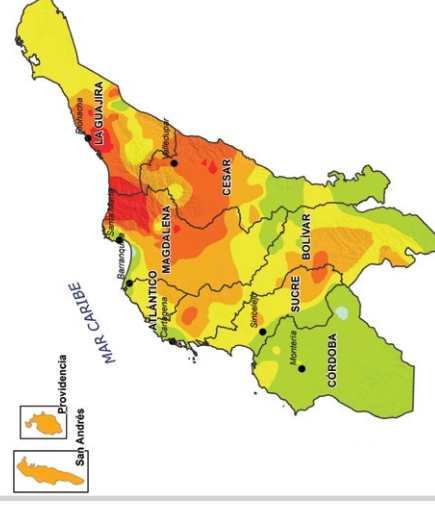 Providencia
San Andrés
MAR CARIBE
Riohacha
LA GUAJIRA
Santa Marta
Barranquilla
Valledupar
ATLÁNTICO
MAGDALENA
CESAR
Cartagena
Sincelejo
SUCRE
BOLÍVAR
Montería
CÓRDOBA